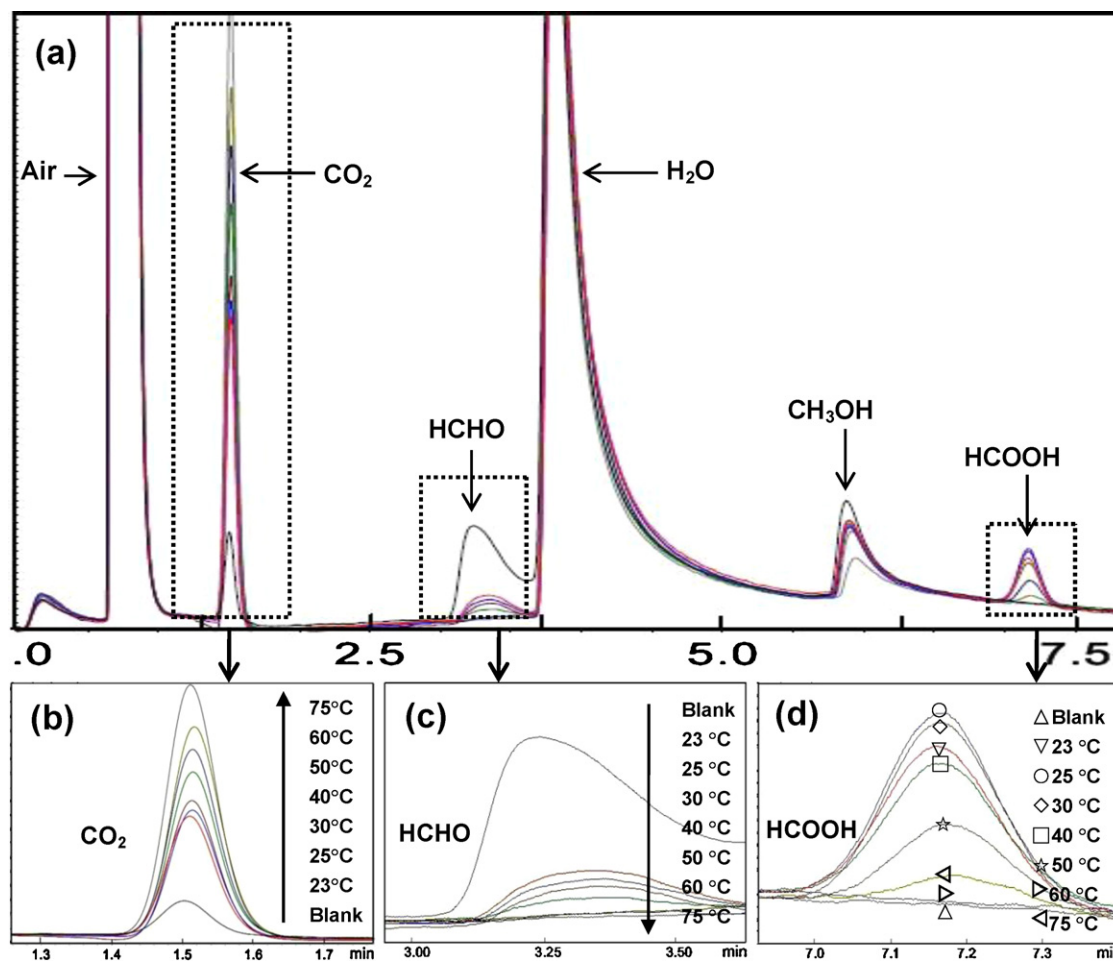 (a)
Air
CO₂
H₂O
HCHO
CH₃OH
HCOOH
.0 2.5 5.0 7.5
(b)
75°C
60°C
50°C
40°C
30°C
25°C
23°C
Blank
CO₂
1.3 1.4 1.5 1.6 1.7 min
(c)
Blank
23 °C
25 °C
30 °C
40 °C
50 °C
60 °C
75 °C
HCHO
3.00 3.25 3.50 min
(d)
Blank
23 °C
25 °C
30 °C
40 °C
50 °C
60 °C
75 °C
HCOOH
7.0 7.1 7.2 7.3 mi